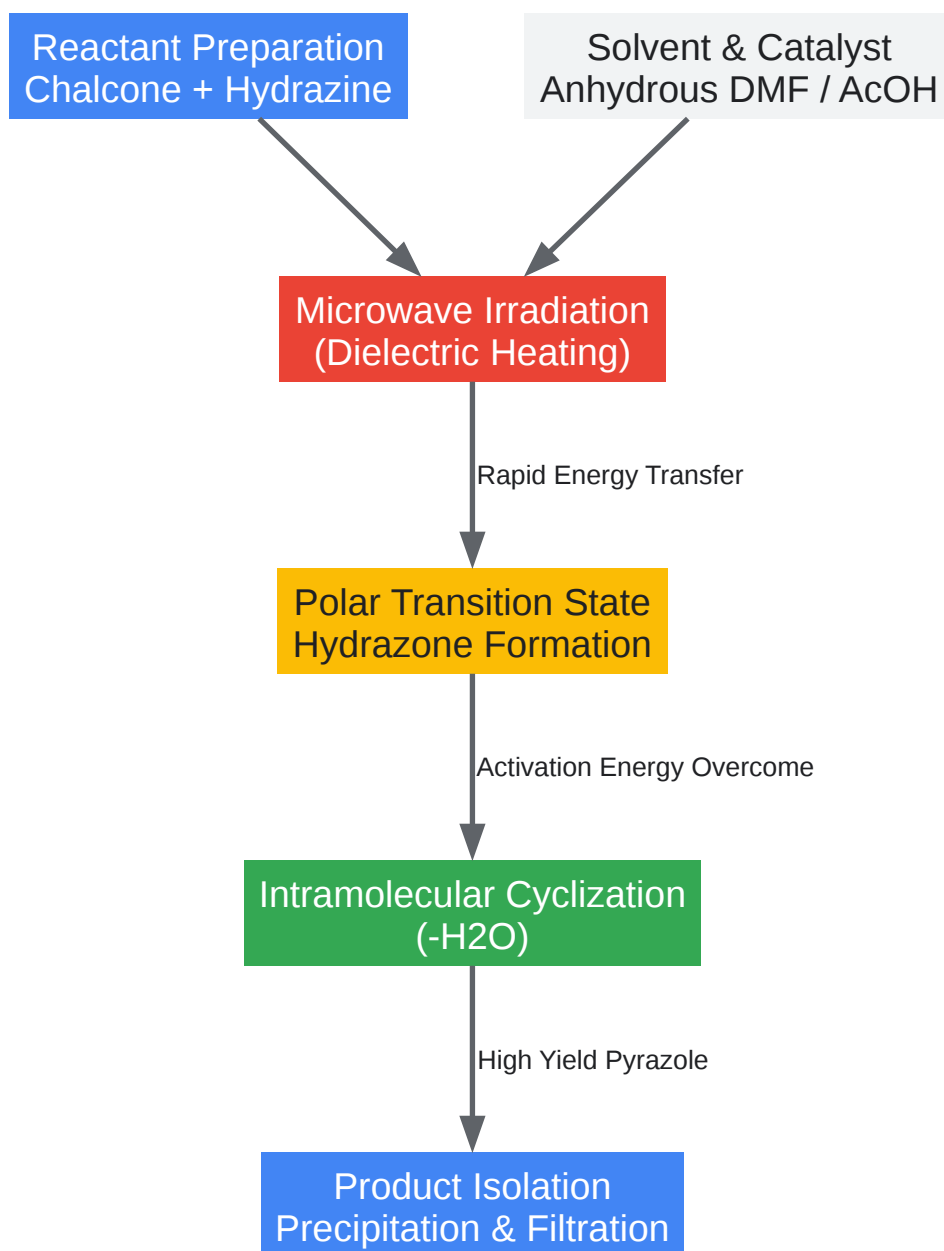 Reactant Preparation
Chalcone + Hydrazine
Solvent & Catalyst
Anhydrous DMF / AcOH
Microwave Irradiation
(Dielectric Heating)
Rapid Energy Transfer
Polar Transition State
Hydrazone Formation
Activation Energy Overcome
Intramolecular Cyclization
(-H2O)
High Yield Pyrazole
Product Isolation
Precipitation & Filtration